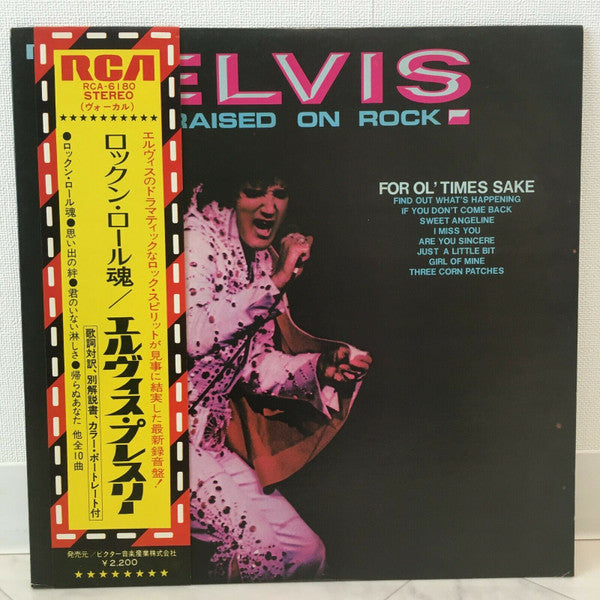 RCA
RCA-6180
STEREO
(ヴォーカル)
★★★★★★★★★★
エルヴィスのドラマティックなロック・スピリットが見事に結実した最新録音盤!
ロックン・ロール魂/エルヴィス・プレスリー
[歌詞対訳、別解説書、カラー・ポートレート付]
●ロックン・ロール魂●思い出の絆●君のいない淋しさ●帰らぬあなた 他全10曲
発売元/ビクター音楽産業株式会社
¥2,200
★★★★★★★★
ELVIS
RAISED ON ROCK
FOR OL' TIMES SAKE
FIND OUT WHAT'S HAPPENING
IF YOU DON'T COME BACK
SWEET ANGELINE
I MISS YOU
ARE YOU SINCERE
JUST A LITTLE BIT
GIRL OF MINE
THREE CORN PATCHES